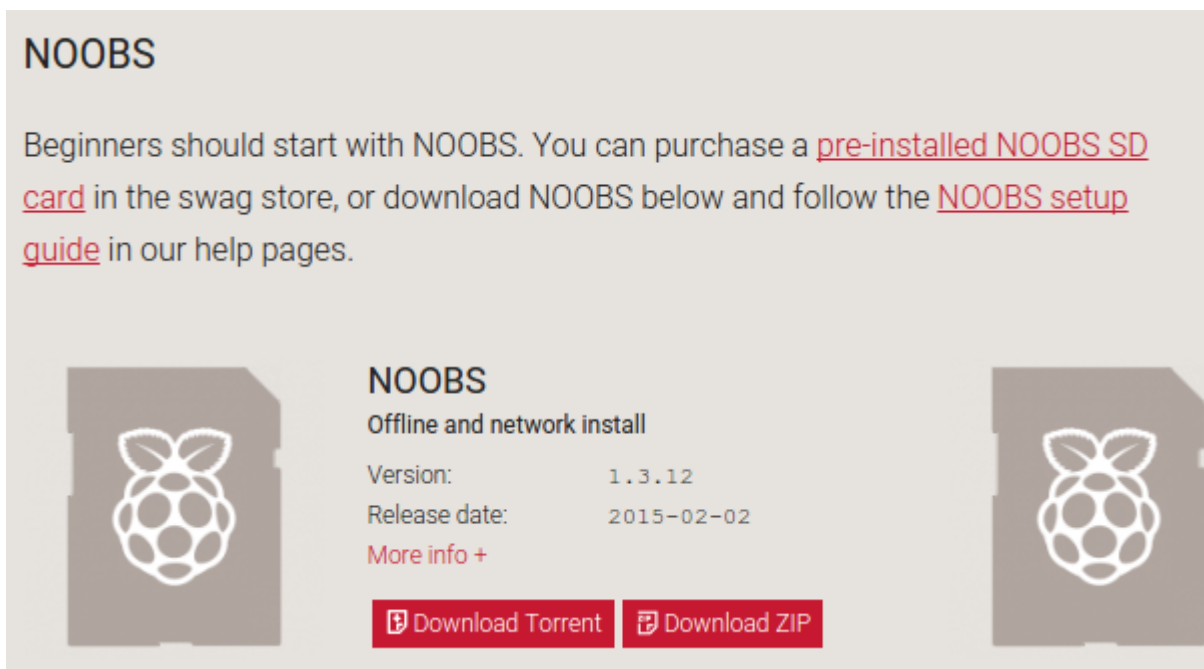 NOOBS
Beginners should start with NOOBS. You can purchase a pre-installed NOOBS SD
card in the swag store, or download NOOBS below and follow the NOOBS setup
guide in our help pages.
NOOBS
Offline and network install
Version: 1.3.12
Release date: 2015-02-02
More info +
Download Torrent Download ZIP